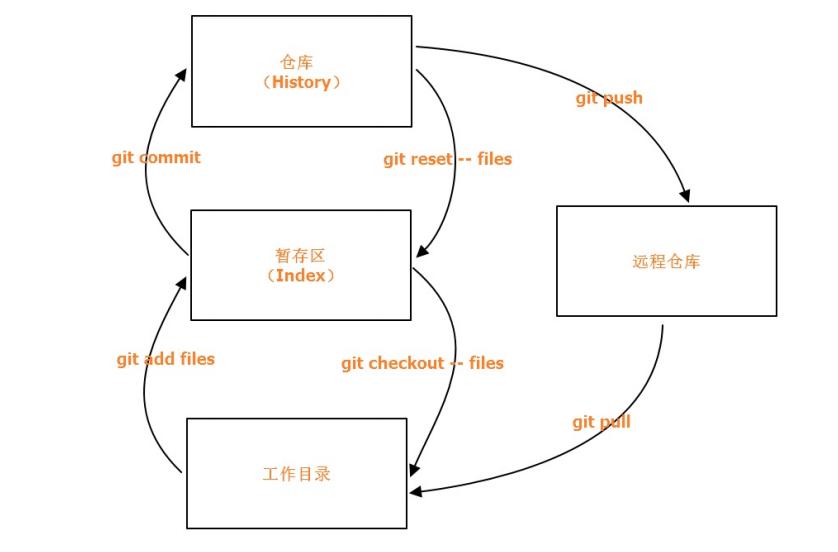 仓库
（History）
git push
git commit
git reset -- files
暂存区
（Index）
远程仓库
git add files
git checkout -- files
git pull
工作目录